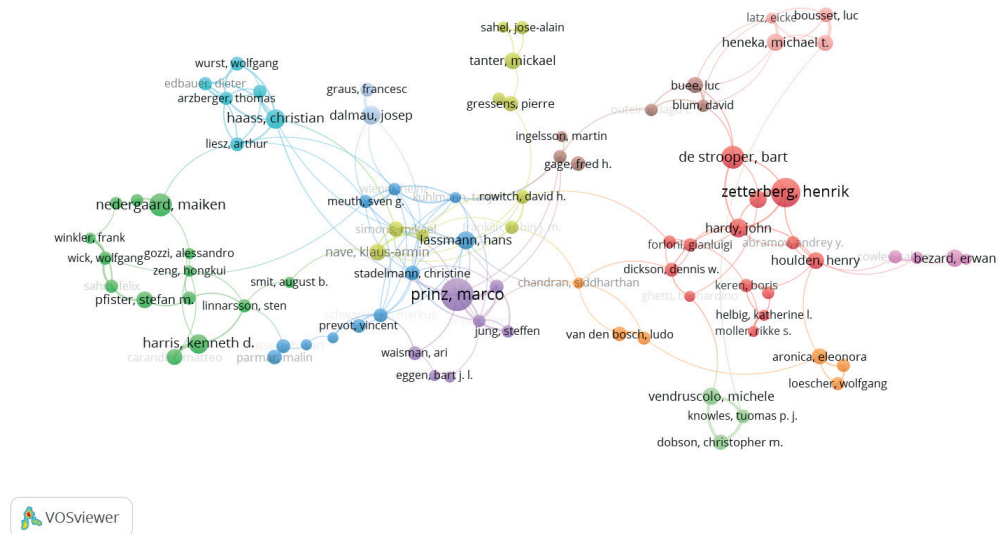 sahel, jose-alain
latz, eicke
bousset, luc
heneka, michael t.
wurst, wolfgang
tanter, mickael
edbauer, dieter
arzberger, thomas
graus, francesc
buee, luc
gressens, pierre
blum, david
haass, christian
dalmau, josep
ingelsson, martin
liesz, arthur
gage, fred h.
de strooper, bart
meuth, sven g.
rowitch, david h.
zetterberg, henrik
nedergaard, maiken
hardy, john
winkler, frank
lassmann, hans
simons, mikael
forloni, gianluigi
abramov, andrey y.
gozzi, alessandro
nave, klaus-armin
wick, wolfgang
zeng, hongkui
stadelmann, christine
dickson, dennis w.
houlden, henry
bezard, erwan
smit, august b.
chandran, siddharthan
keren, boris
pfister, stefan m.
linnarsson, sten
prinz, marco
ghetti, bernardino
helbig, katherine l.
prevot, vincent
jung, steffen
moller, rikke s.
van den bosch, ludo
harris, kenneth d.
waisman, ari
parmar, malin
aronica, eleonora
eggen, bart j. l.
loescher, wolfgang
vendruscolo, michele
knowles, tuomas p. j.
dobson, christopher m.
VOSviewer